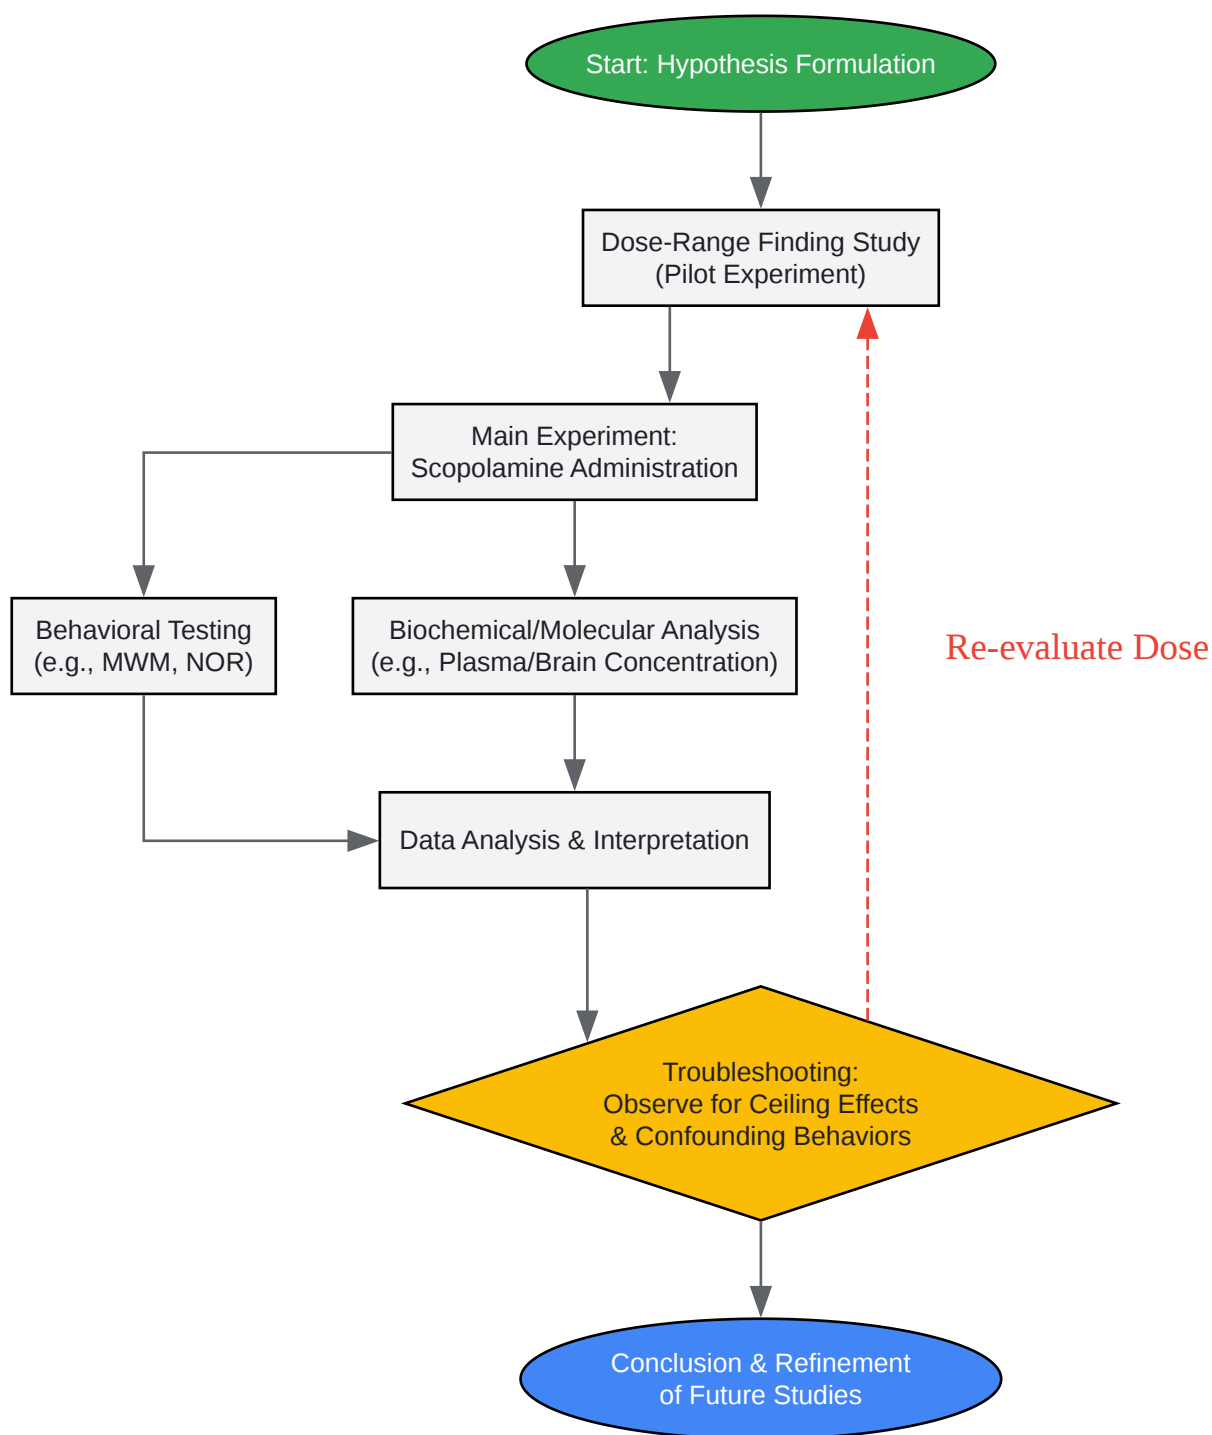 Start: Hypothesis Formulation
Dose-Range Finding Study
(Pilot Experiment)
Main Experiment:
Scopolamine Administration
Behavioral Testing
(e.g., MWM, NOR)
Biochemical/Molecular Analysis
(e.g., Plasma/Brain Concentration)
Re-evaluate Dose
Data Analysis & Interpretation
Troubleshooting:
Observe for Ceiling Effects
& Confounding Behaviors
Conclusion & Refinement
of Future Studies